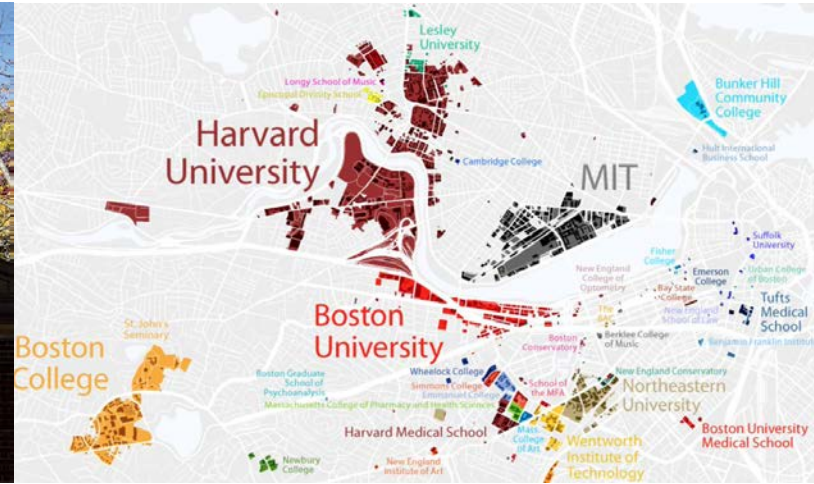 Lesley
University
Longy School of Music
Episcopal Divinity School
Bunker Hill
Community
College
Harvard
University
Hult International
Business School
Cambridge College
MIT
Suffolk
University
Fisher
College
New England
College of
Optometry
Emerson
College
Urban College
of Boston
Bay State
College
Tufts
Medical
School
The
BAC
New England
School of Law
Boston
University
St. John's
Seminary
Boston
College
Berklee College
of Music
Boston
Conservatory
Benjamin Franklin Institute
Wheelock College
New England Conservatory
Boston Graduate
School of
Psychoanalysis
Simmons College
Emmanuel College
School of
the MFA
Northeastern
University
Massachusetts College of Pharmacy and Health Sciences
Harvard Medical School
Mass.
College
of Art
Boston University
Medical School
Wentworth
Institute of
Technology
Newbury
College
New England
Institute of Art